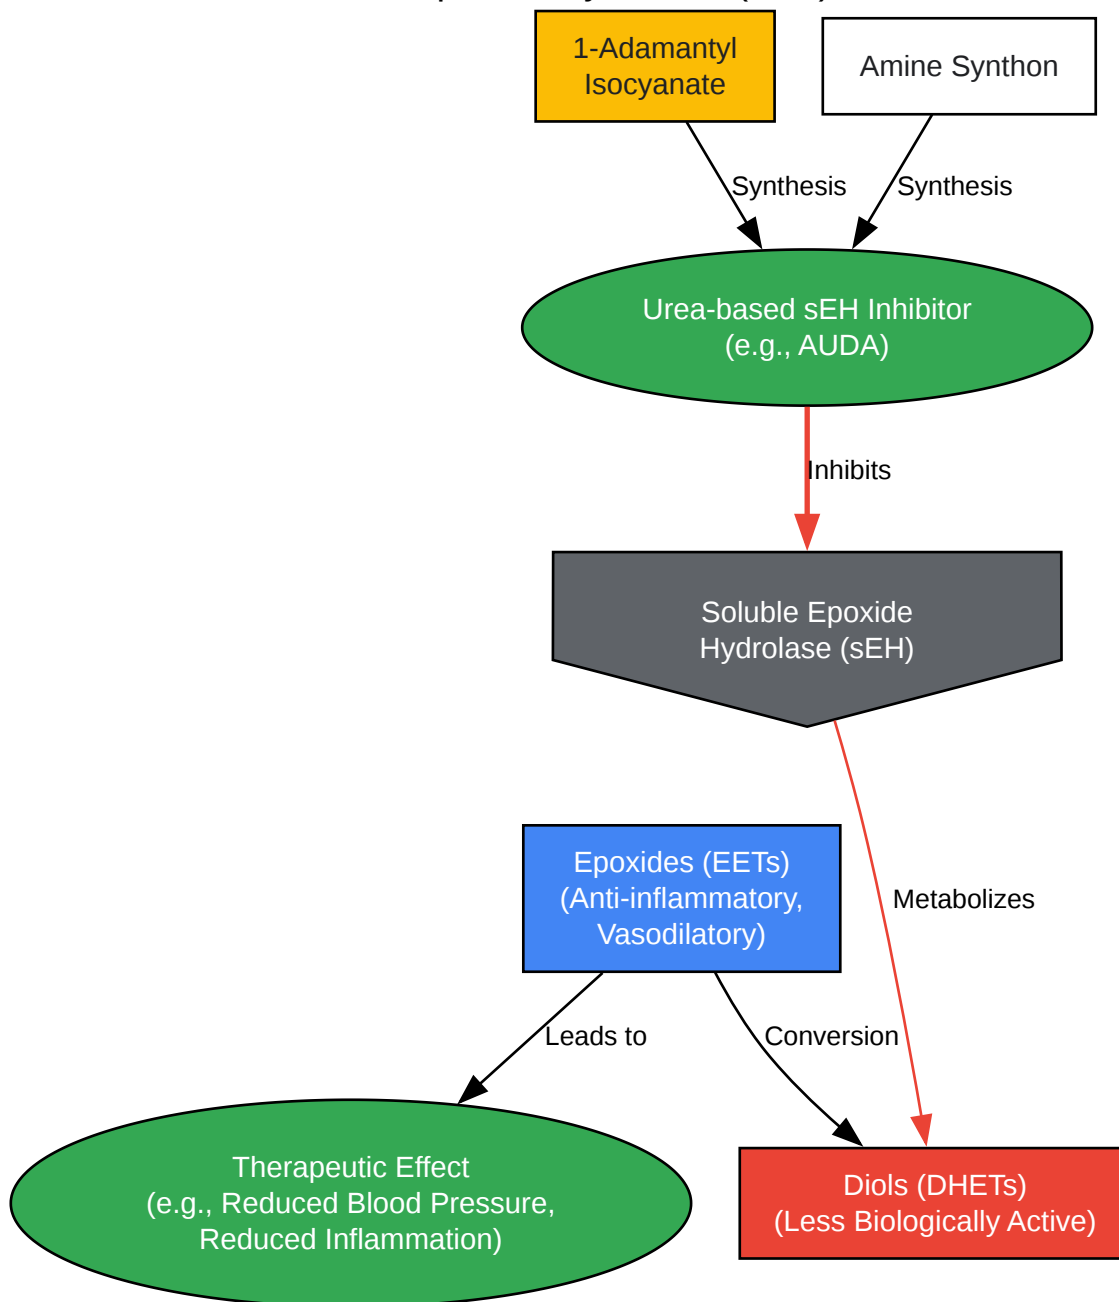 1-Adamantyl
Isocyanate
Amine Synthon
Synthesis
Synthesis
Urea-based sEH Inhibitor
(e.g., AUDA)
Inhibits
Soluble Epoxide
Hydrolase (sEH)
Epoxides (EETs)
(Anti-inflammatory,
Vasodilatory)
Metabolizes
Leads to
Conversion
Therapeutic Effect
(e.g., Reduced Blood Pressure,
Reduced Inflammation)
Diols (DHETs)
(Less Biologically Active)